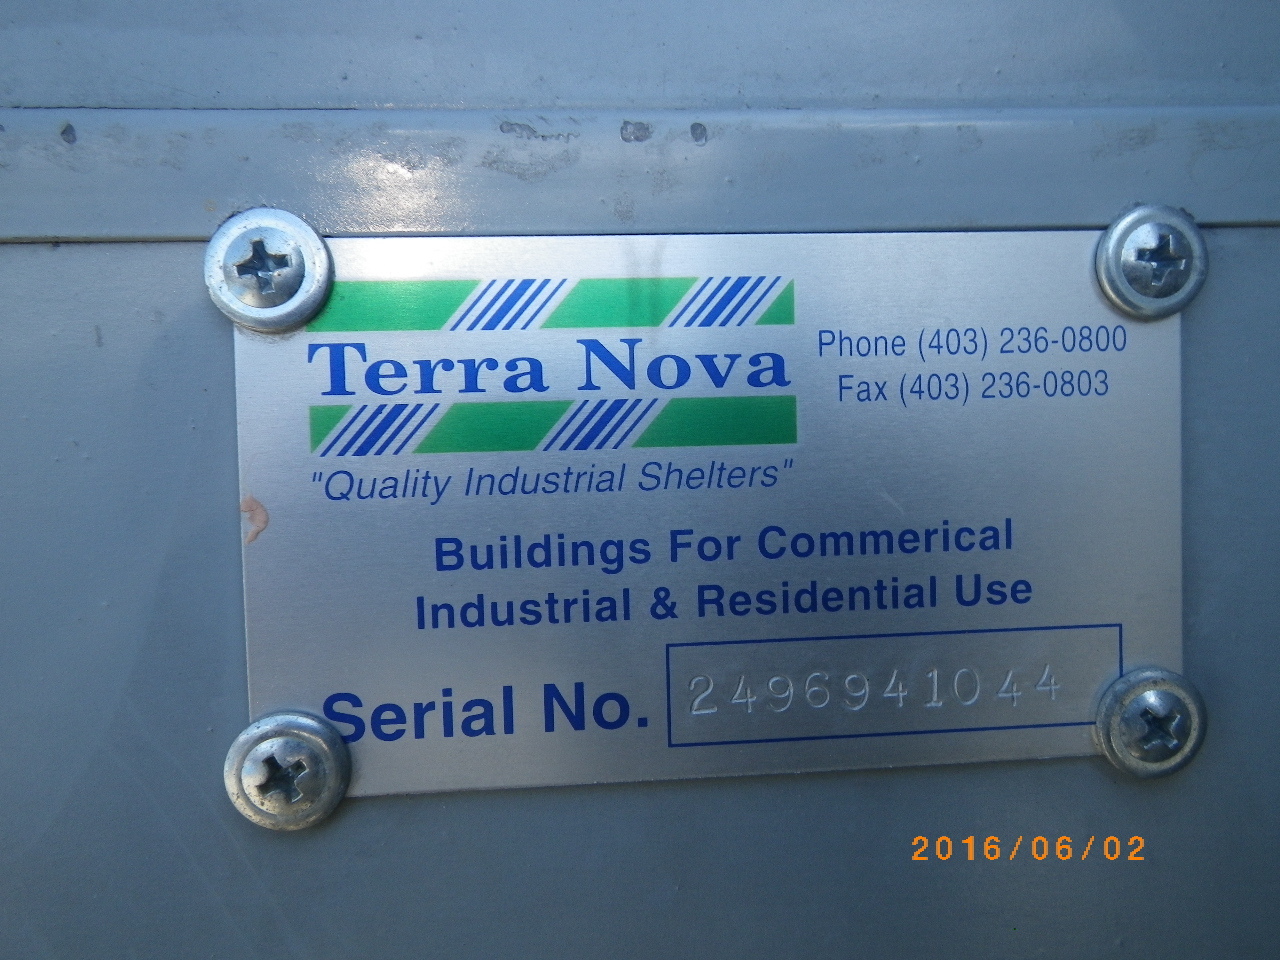 Terra Nova
Phone (403) 236-0800
Fax (403) 236-0803
"Quality Industrial Shelters"
Buildings For Commerical
Industrial & Residential Use
Serial No. 2496941044
2016/06/02